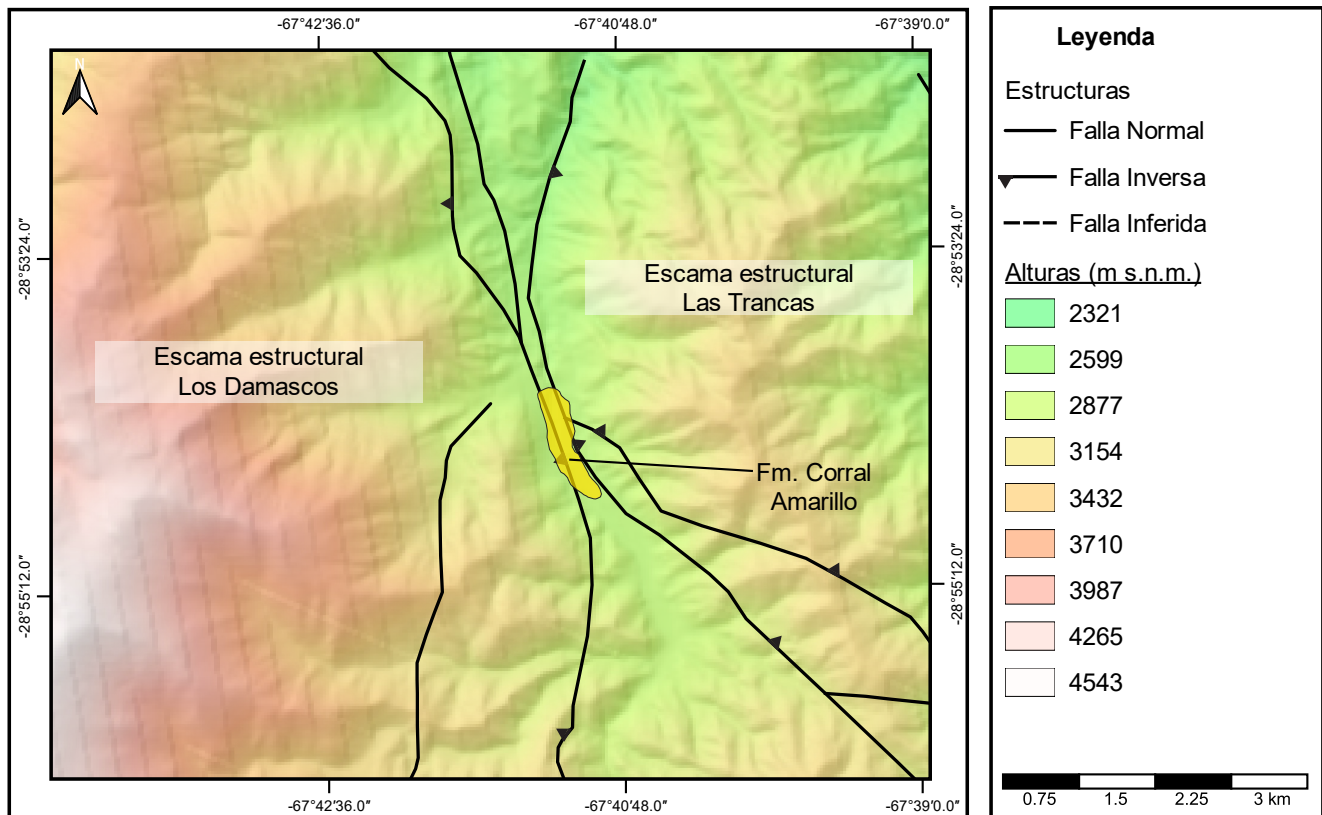 -67°42'36.0"
-67°40'48.0"
-67°39'0.0"
N
-28°53'24.0"
-28°53'24.0"
Escama estructural
Las Trancas
Escama estructural
Los Damascos
Fm. Corral
Amarillo
-28°55'12.0"
-28°55'12.0"
-67°42'36.0"
-67°40'48.0"
-67°39'0.0"
Leyenda
Estructuras
Falla Normal
Falla Inversa
Falla Inferida
Alturas (m s.n.m.)
2321
2599
2877
3154
3432
3710
3987
4265
4543
0.75 1.5 2.25 3 km